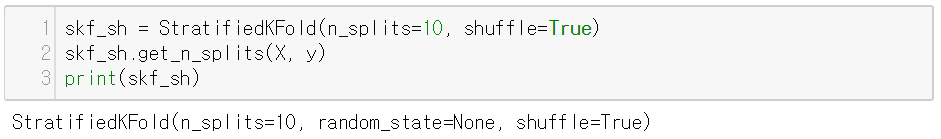 1 skf_sh = StratifiedKFold(n_splits=10, shuffle=True)
2 skf_sh.get_n_splits(X, y)
3 print(skf_sh)
StratifiedKFold(n_splits=10, random_state=None, shuffle=True)